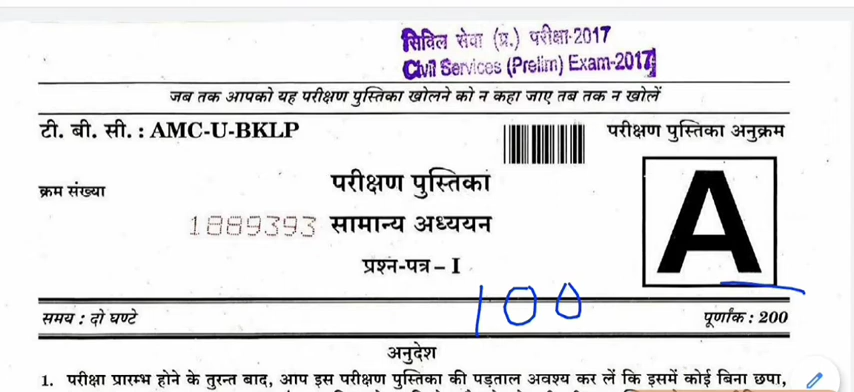 सिविल सेवा (प्र.) परीक्षा-2017
Civil Services (Prelim) Exam-2017
जब तक आपको यह परीक्षण पुस्तिका खोलने को न कहा जाए तब तक न खोलें
टी. बी. सी. : AMC-U-BKLP
परीक्षण पुस्तिका अनुक्रम
क्रम संख्या
परीक्षण पुस्तिका
1889393 सामान्य अध्ययन
A
प्रश्न-पत्र – I
100
समय : दो घण्टे
पूर्णांक : 200
अनुदेश
1. परीक्षा प्रारम्भ होने के तुरन्त बाद, आप इस परीक्षण पुस्तिका की पड़ताल अवश्य कर लें कि इसमें कोई बिना छपा,